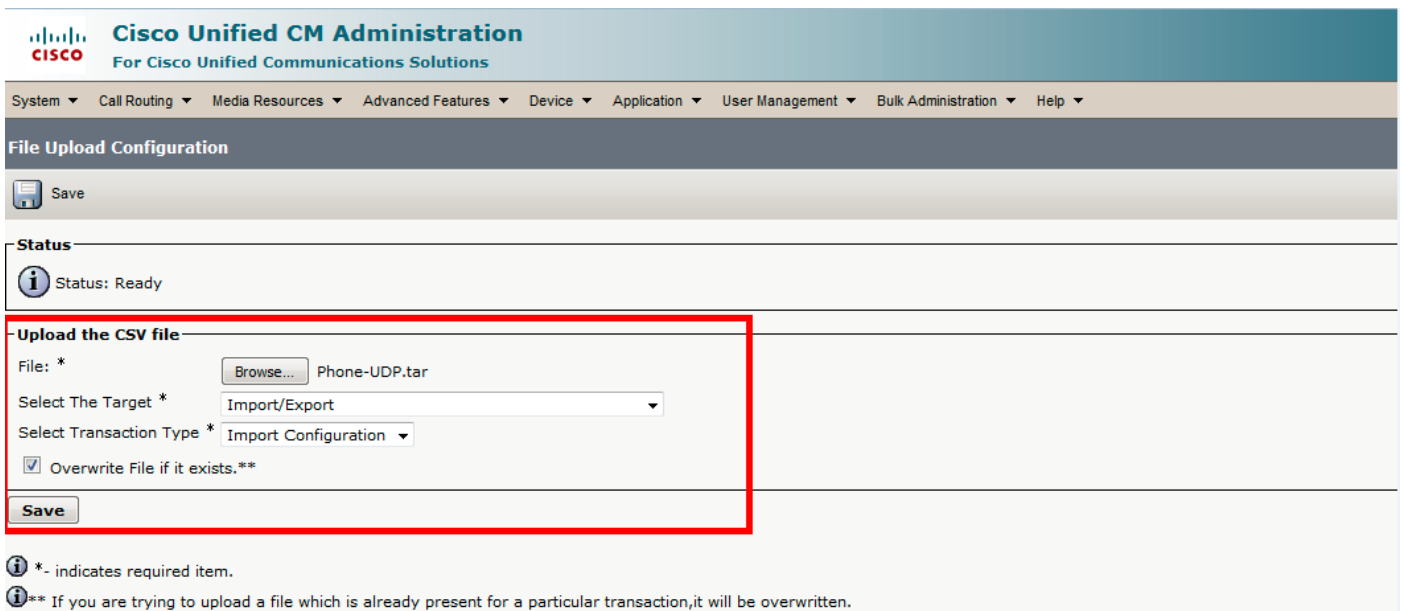 CISCO
Cisco Unified CM Administration
For Cisco Unified Communications Solutions
System Call Routing Media Resources Advanced Features Device Application User Management Bulk Administration Help
File Upload Configuration
Save
Status
Status: Ready
Upload the CSV file
File: * Browse... Phone-UDP.tar
Select The Target * Import/Export
Select Transaction Type * Import Configuration
Overwrite File if it exists.**
Save
*- indicates required item.
** If you are trying to upload a file which is already present for a particular transaction,it will be overwritten.